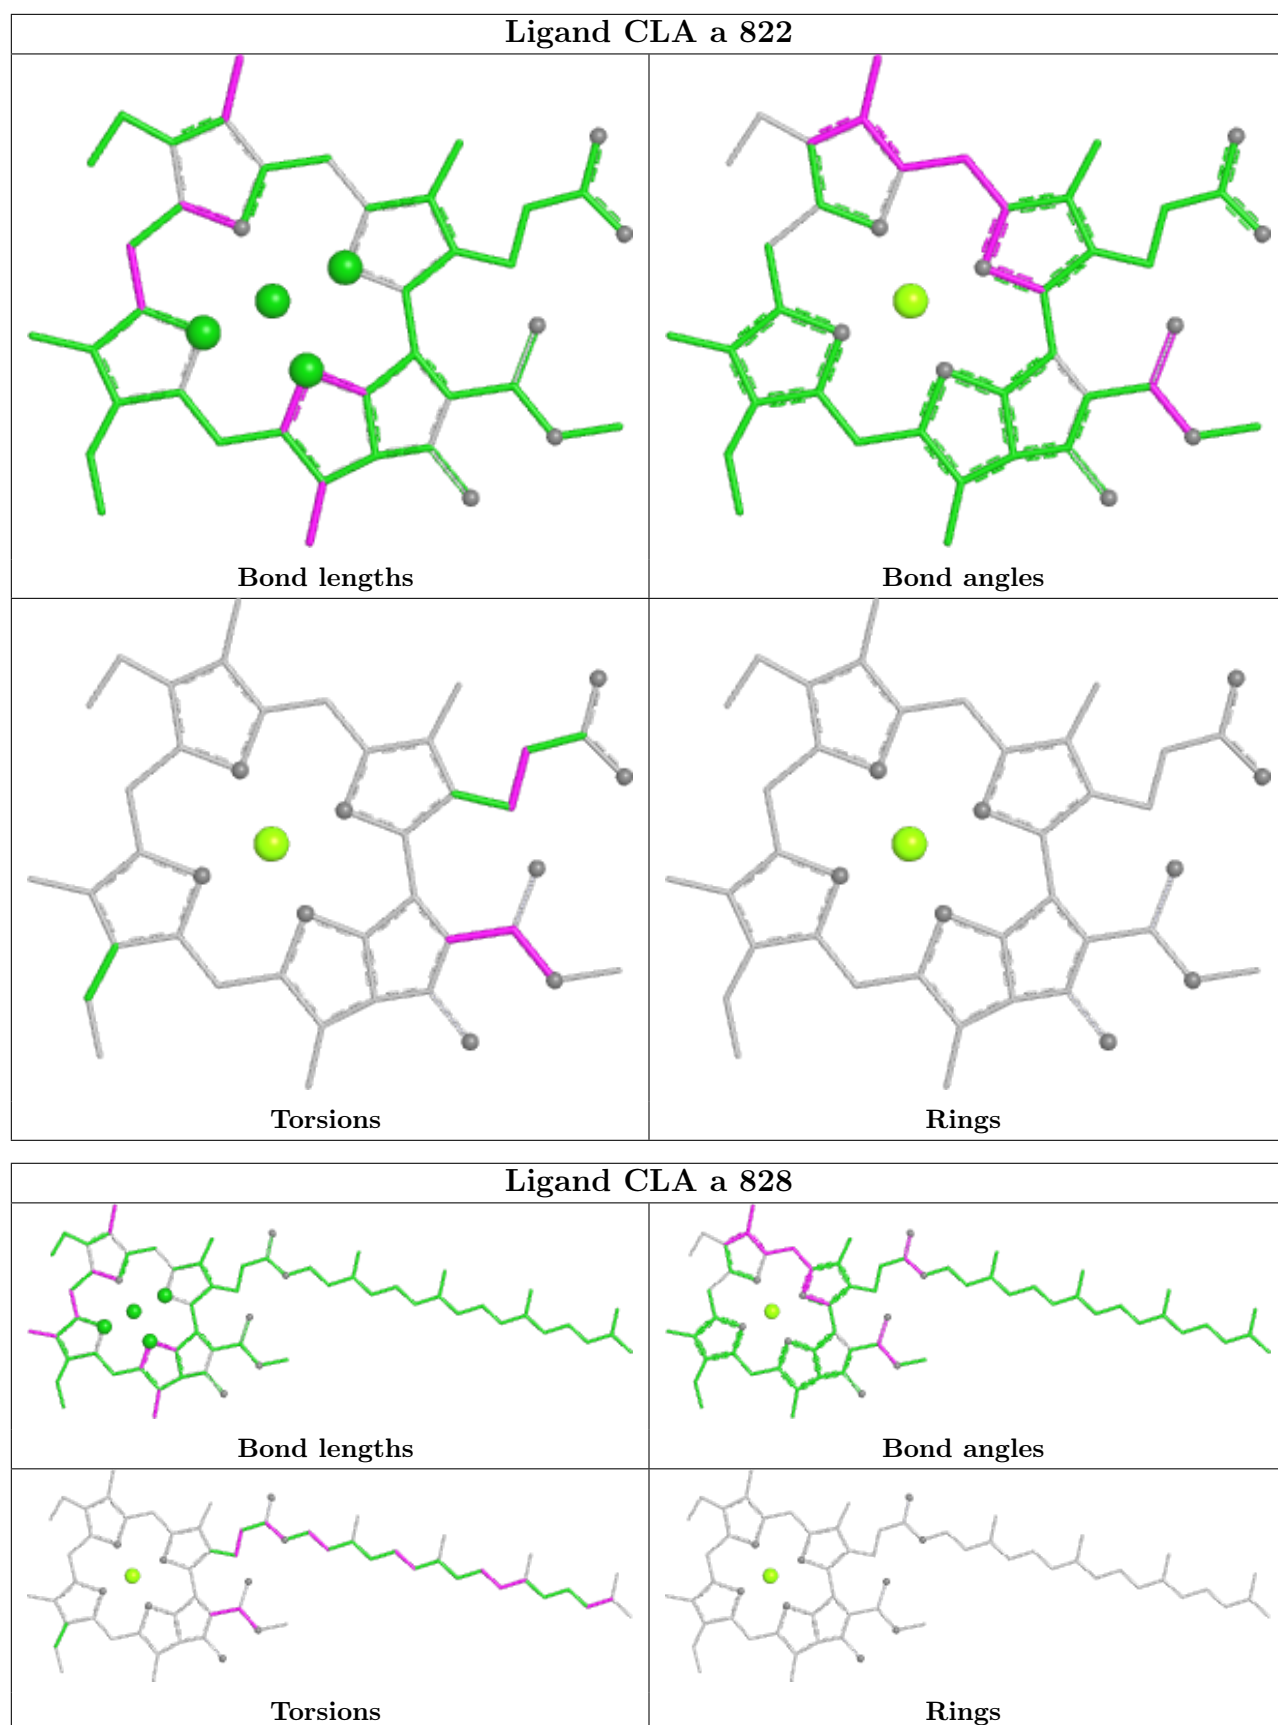 Ligand CLA a 822
Bond lengths
Bond angles
Torsions
Rings
Ligand CLA a 828
Bond lengths
Bond angles
Torsions
Rings